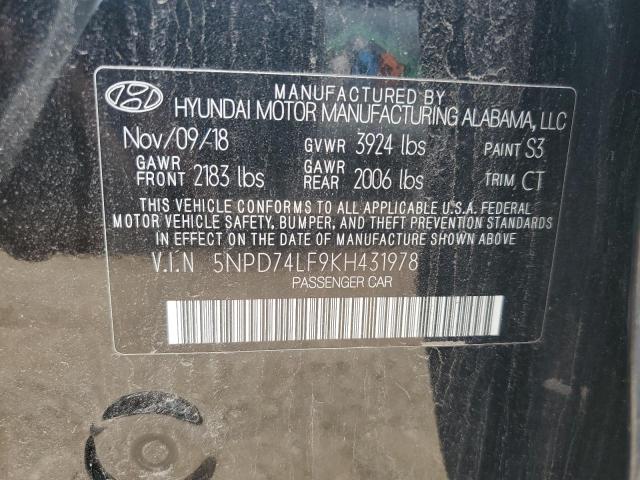 MANUFACTURED BY
HYUNDAI MOTOR MANUFACTURING ALABAMA, LLC
Nov/09/18 GVWR 3924 lbs PAINT S3
GAWR FRONT 2183 lbs GAWR REAR 2006 lbs TRIM CT
THIS VEHICLE CONFORMS TO ALL APPLICABLE U.S.A. FEDERAL
MOTOR VEHICLE SAFETY, BUMPER, AND THEFT PREVENTION STANDARDS
IN EFFECT ON THE DATE OF MANUFACTURE SHOWN ABOVE.
V.I.N 5NPD74LF9KH431978
PASSENGER CAR